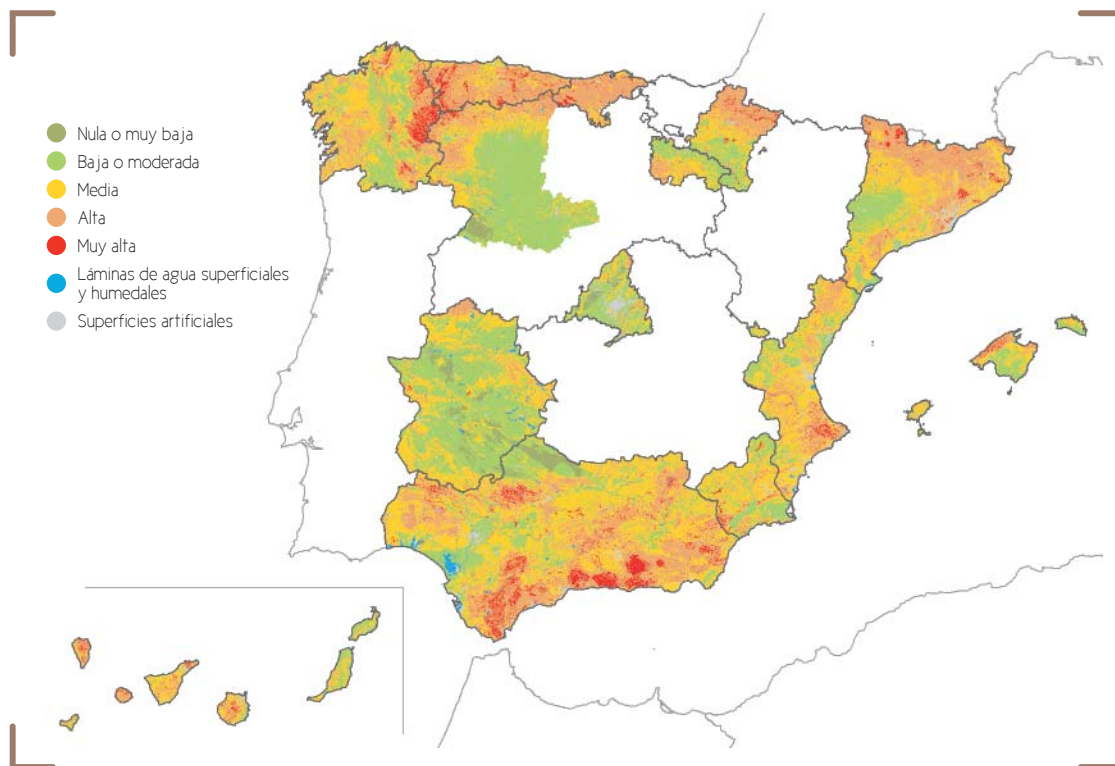 Nula o muy baja
Baja o moderada
Media
Alta
Muy alta
Láminas de agua superficiales
y humedales
Superficies artificiales